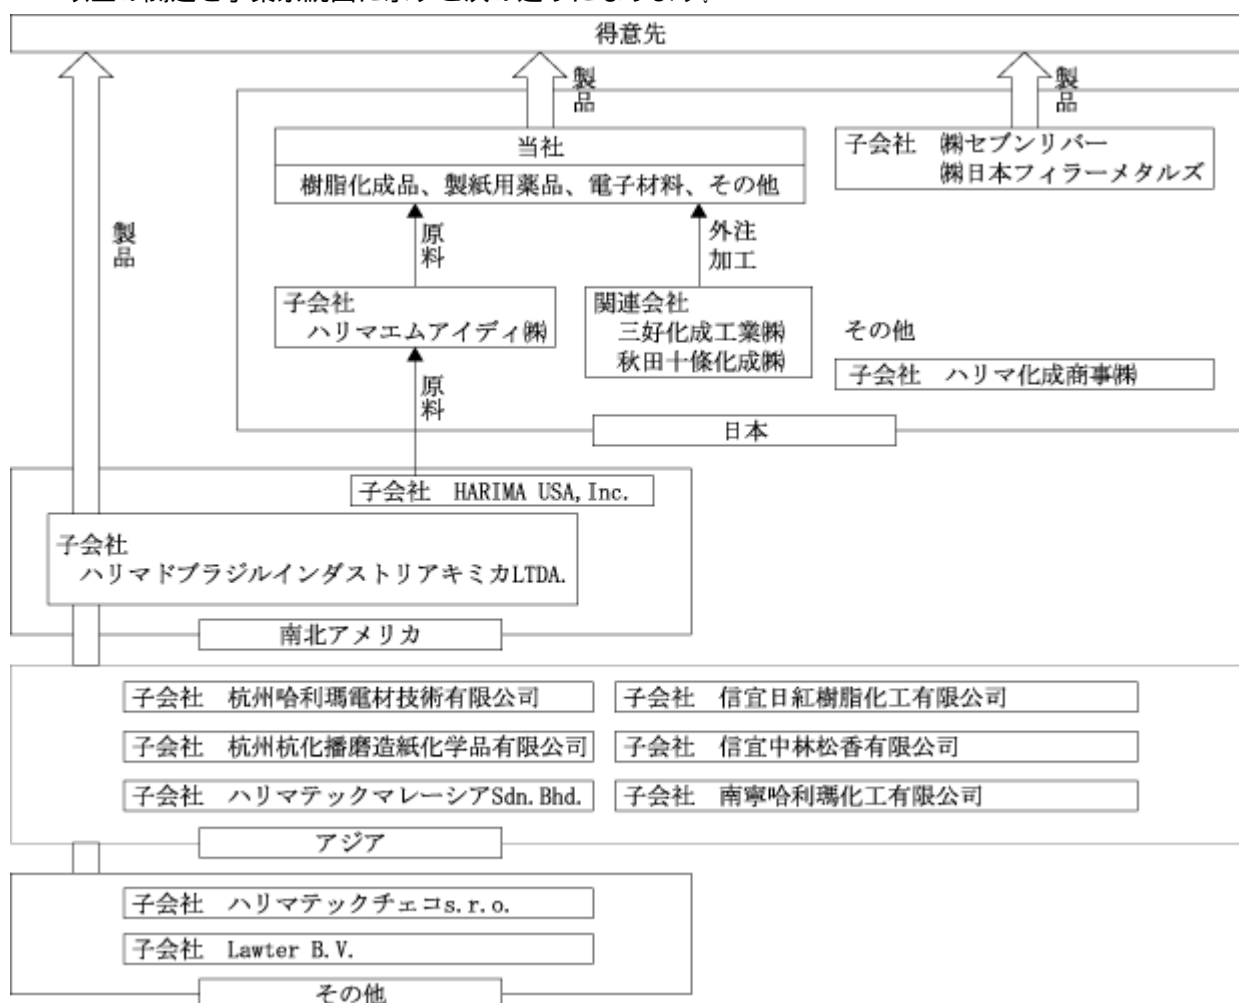 得意先
製品
製品
製品
当社
樹脂化成品、製紙用薬品、電子材料、その他
子会社 ㈱セブンリバー
㈱日本フィラーメタルズ
原料
外注加工
子会社
ハリマエムアイディ㈱
関連会社
三好化成工業㈱
秋田十條化成㈱
その他
子会社 ハリマ化成商事㈱
原料
日本
子会社 HARIMA USA,Inc.
子会社
ハリマドブラジルインダストリアキミカLTDA.
南北アメリカ
子会社 杭州哈利瑪電材技術有限公司
子会社 信宜日紅樹脂化工有限公司
子会社 杭州杭化播磨造紙化学品有限公司
子会社 信宜中林松香有限公司
子会社 ハリマテックマレーシアSdn.Bhd.
子会社 南寧哈利瑪化工有限公司
アジア
子会社 ハリマテックチェコs.r.o.
子会社 Lawter B.V.
その他